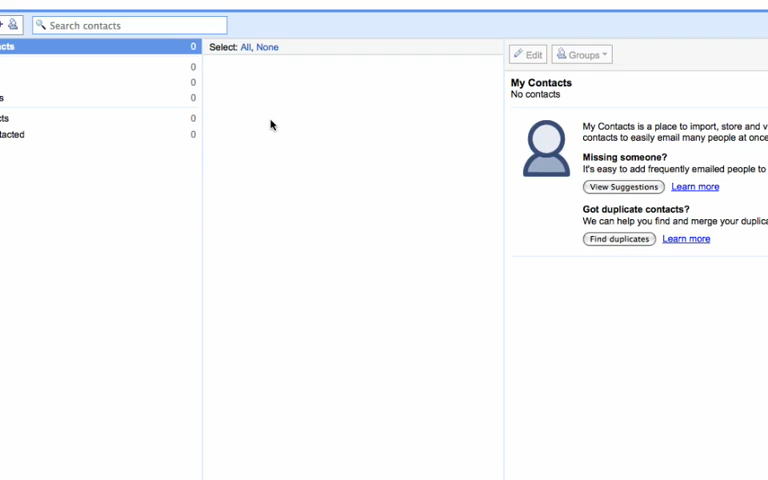 Search contacts
cts 0
Select: All, None
0
0
s 0
cts 0
tacted 0
Edit Groups
My Contacts
No contacts
My Contacts is a place to import, store and v
contacts to easily email many people at once
Missing someone?
It's easy to add frequently emailed people to
View Suggestions Learn more
Got duplicate contacts?
We can help you find and merge your duplica
Find duplicates Learn more